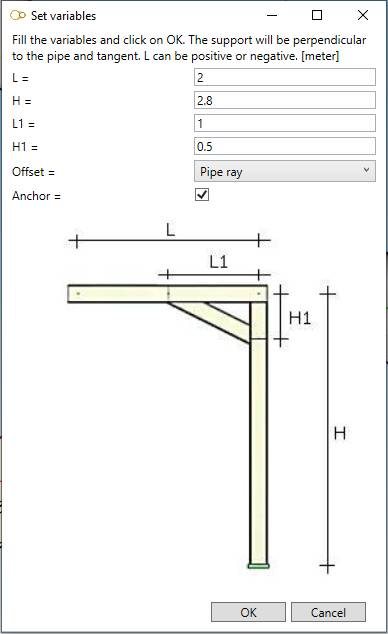 Set variables
Fill the variables and click on OK. The support will be perpendicular
to the pipe and tangent. L can be positive or negative. [meter]
L = 2
H = 2.8
L1 = 1
H1 = 0.5
Offset = Pipe ray
Anchor =
L
L1
H1
H
OK Cancel